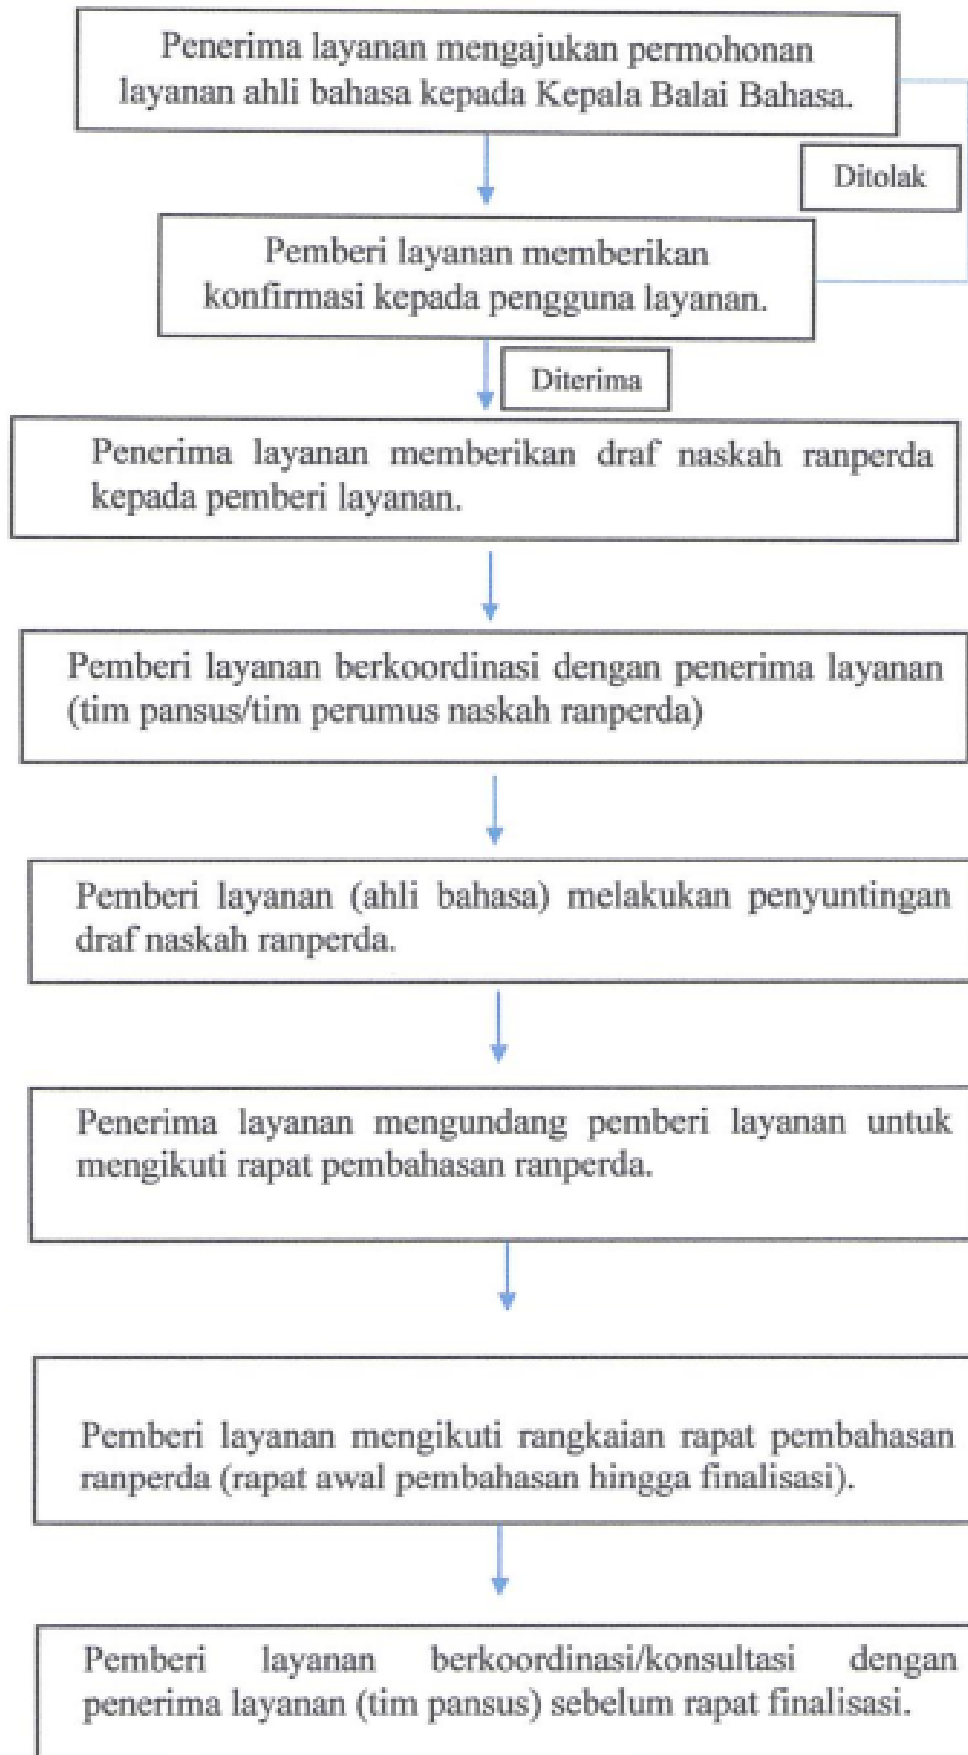 Penerima layanan mengajukan permohonan
layanan ahli bahasa kepada Kepala Balai Bahasa.
Ditolak
Pemberi layanan memberikan
konfirmasi kepada pengguna layanan.
Diterima
Penerima layanan memberikan draf naskah ranperda
kepada pemberi layanan.
Pemberi layanan berkoordinasi dengan penerima layanan
(tim pansus/tim perumus naskah ranperda)
Pemberi layanan (ahli bahasa) melakukan penyuntingan
draf naskah ranperda.
Penerima layanan mengundang pemberi layanan untuk
mengikuti rapat pembahasan ranperda.
Pemberi layanan mengikuti rangkaian rapat pembahasan
ranperda (rapat awal pembahasan hingga finalisasi).
Pemberi layanan berkoordinasi/konsultasi dengan
penerima layanan (tim pansus) sebelum rapat finalisasi.